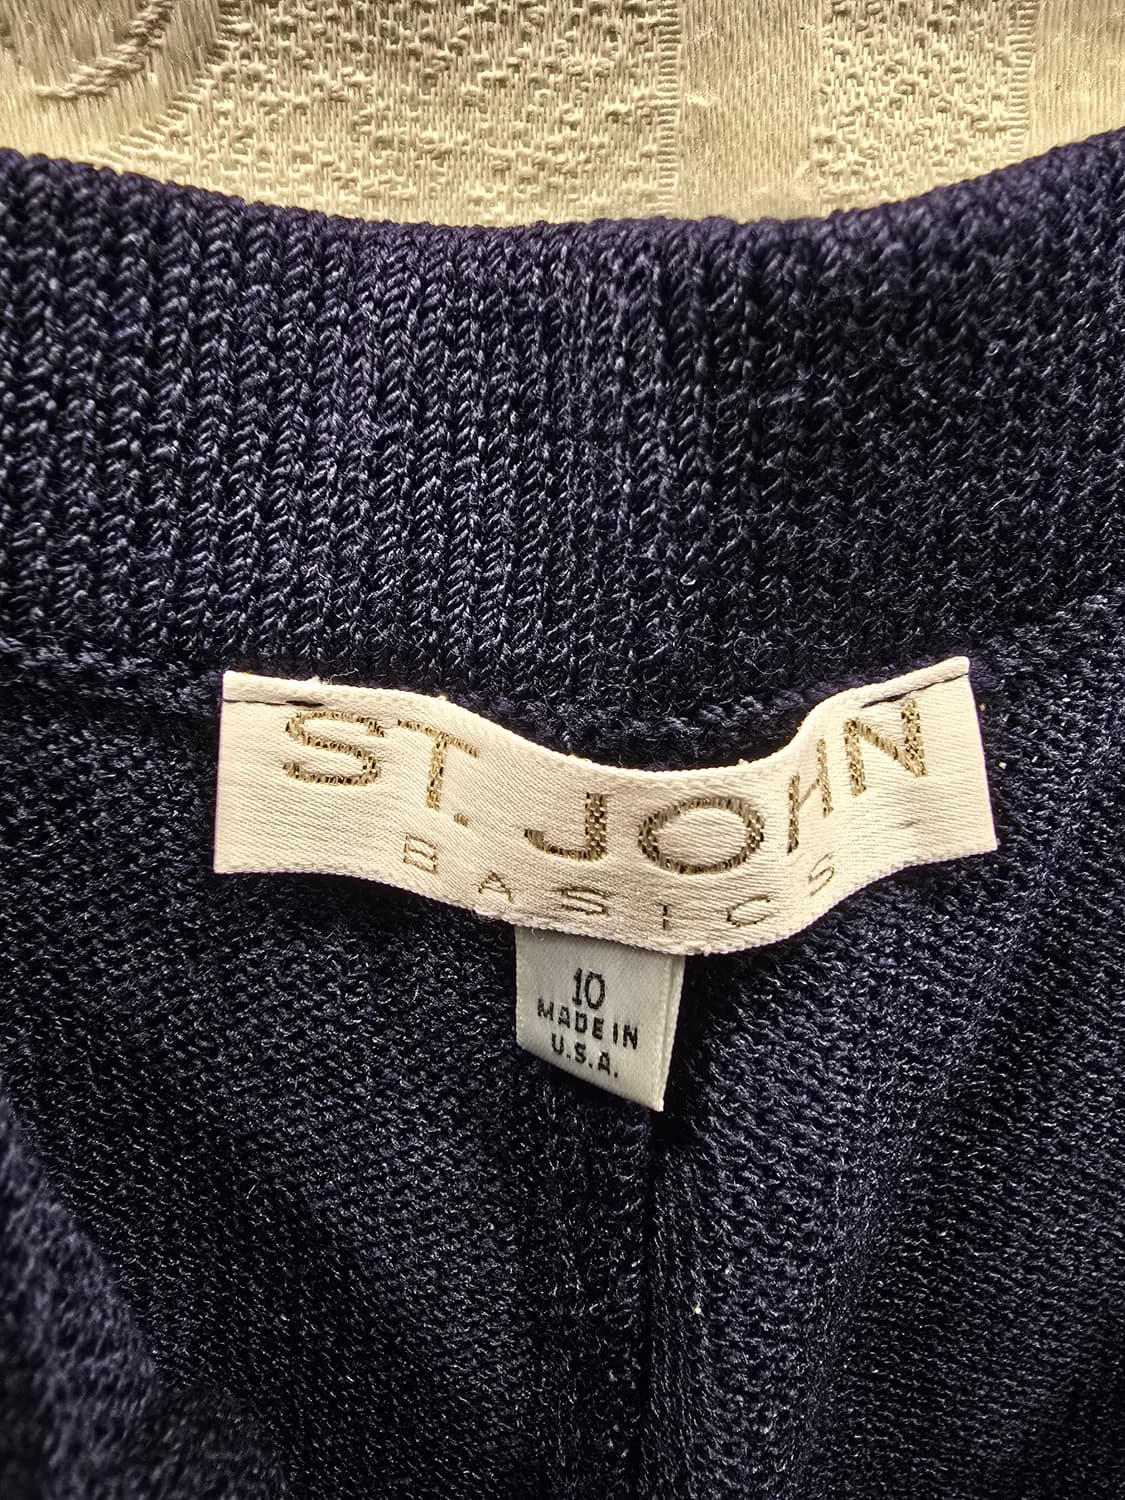 ST. JOHN
BASICS
10
MADE IN
U.S.A.